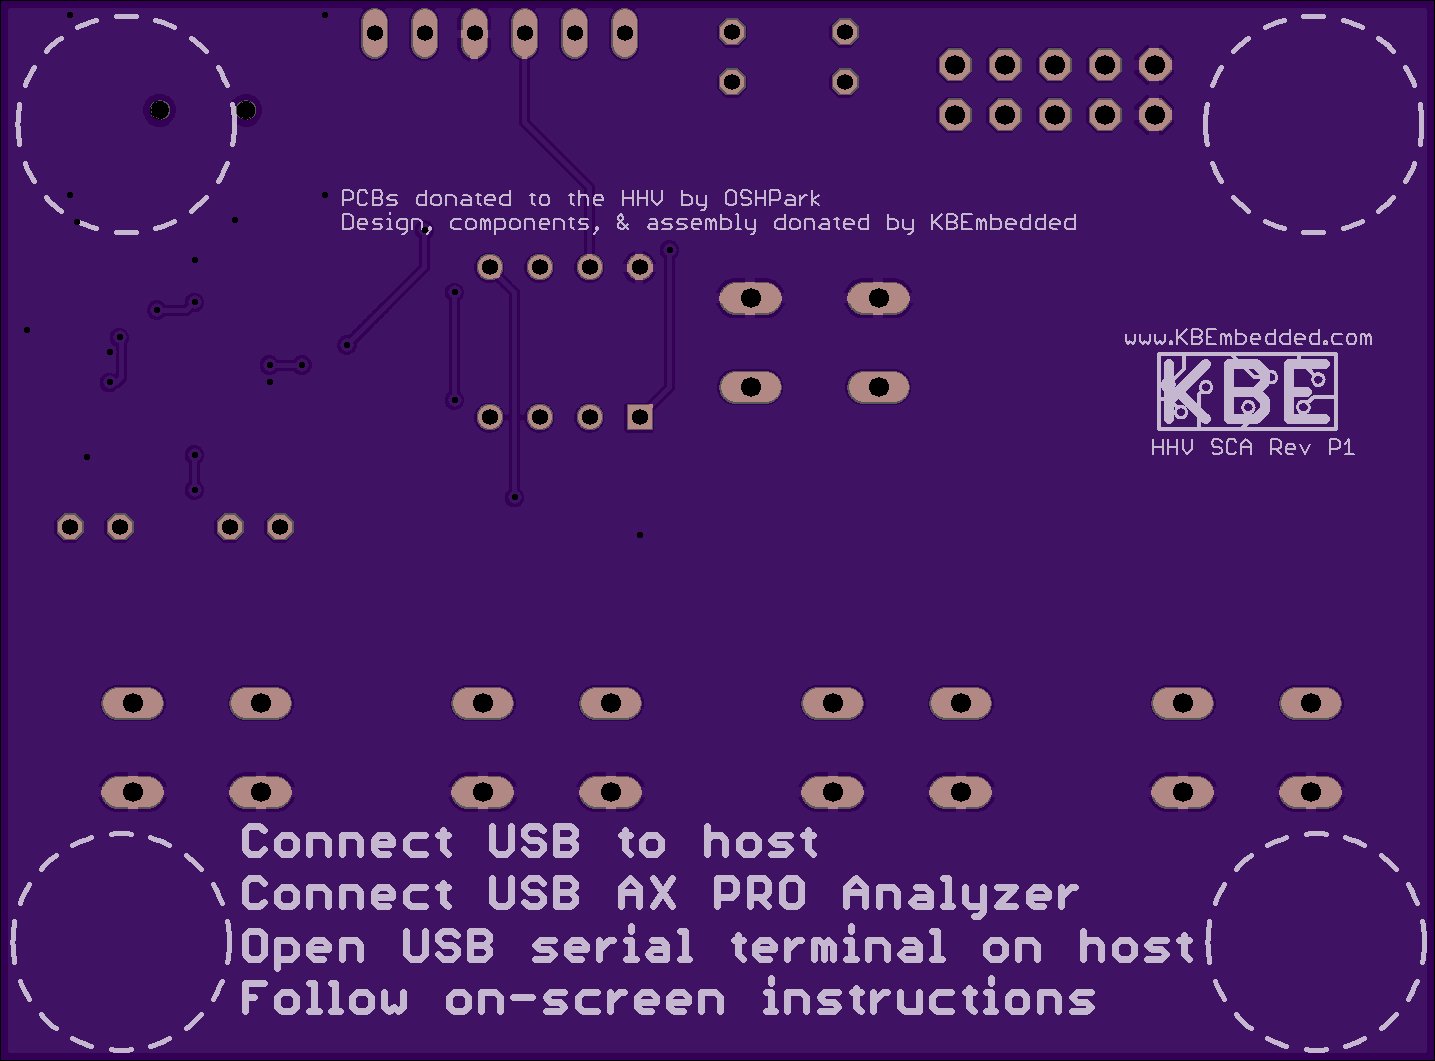 PCBs donated to the HHV by OSHPark
Design, components, & assembly donated by KBEmbedded
www.KBEmbedded.com
KBE
HHV SCA Rev P1
Connect USB to host
Connect USB AX PRO Analyzer
Open USB serial terminal on host
Follow on-screen instructions